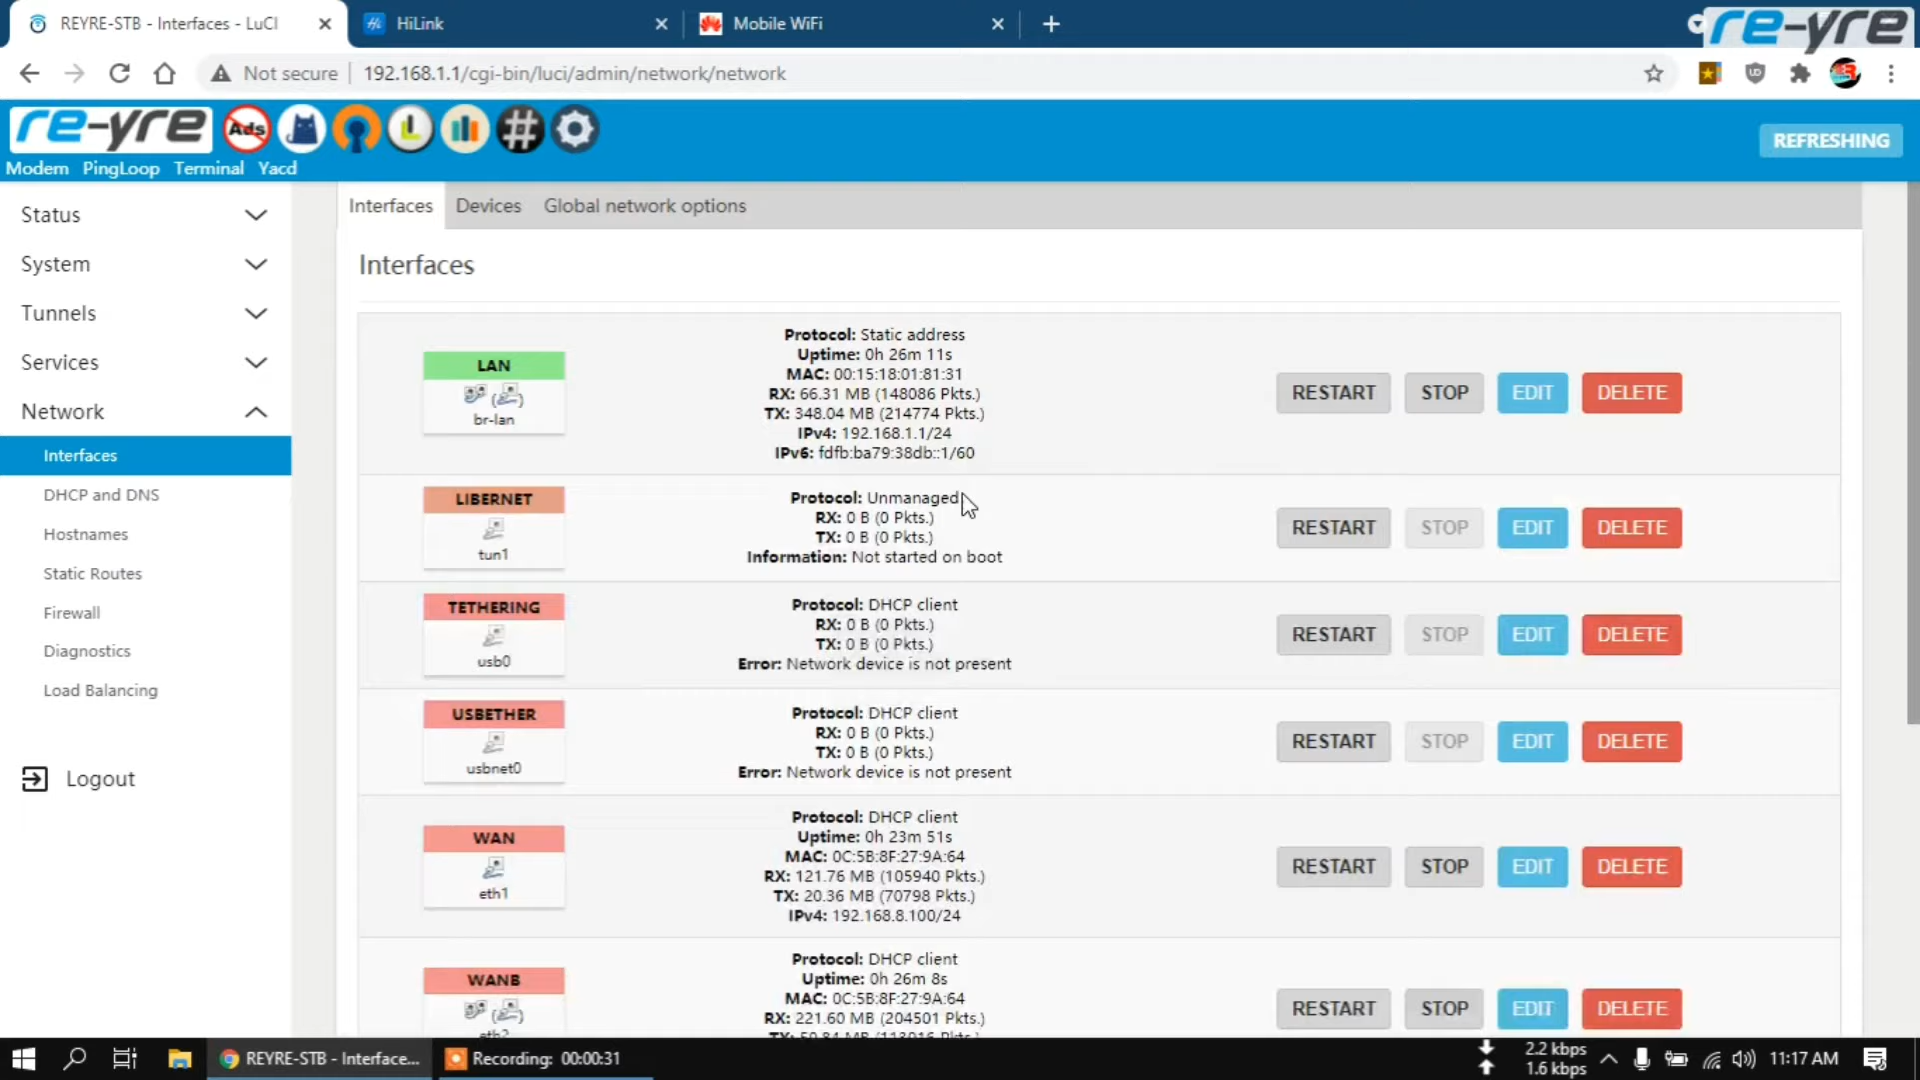 REYRE-STB - Interfaces - LuCI
HiLink
Mobile WiFi
re-yre
Not secure
192.168.1.1/cgi-bin/luci/admin/network/network
re-yre
Ads
REFRESHING
Modem PingLoop Terminal Yacd
Status
System
Tunnels
Services
Network
Interfaces
DHCP and DNS
Hostnames
Static Routes
Firewall
Diagnostics
Load Balancing
Logout
Interfaces Devices Global network options
Interfaces
LAN
br-lan
Protocol: Static address
Uptime: 0h 26m 11s
MAC: 00:15:18:01:81:31
RX: 66.31 MB (148086 Pkts.)
TX: 348.04 MB (214774 Pkts.)
IPv4: 192.168.1.1/24
IPv6: fdfb:ba79:38db::1/60
RESTART STOP EDIT DELETE
LIBERNET
tun1
Protocol: Unmanaged
RX: 0 B (0 Pkts.)
TX: 0 B (0 Pkts.)
Information: Not started on boot
RESTART STOP EDIT DELETE
TETHERING
usb0
Protocol: DHCP client
RX: 0 B (0 Pkts.)
TX: 0 B (0 Pkts.)
Error: Network device is not present
RESTART STOP EDIT DELETE
USBETHER
usbnet0
Protocol: DHCP client
RX: 0 B (0 Pkts.)
TX: 0 B (0 Pkts.)
Error: Network device is not present
RESTART STOP EDIT DELETE
WAN
eth1
Protocol: DHCP client
Uptime: 0h 23m 51s
MAC: 0C:5B:8F:27:9A:64
RX: 121.76 MB (105940 Pkts.)
TX: 20.36 MB (70798 Pkts.)
IPv4: 192.168.8.100/24
RESTART STOP EDIT DELETE
WANB
eth2
Protocol: DHCP client
Uptime: 0h 26m 8s
MAC: 0C:5B:8F:27:9A:64
RX: 221.60 MB (204501 Pkts.)
RESTART STOP EDIT DELETE
REYRE-STB - Interface...
Recording: 00:00:31
2.2 kbps
1.6 kbps
11:17 AM